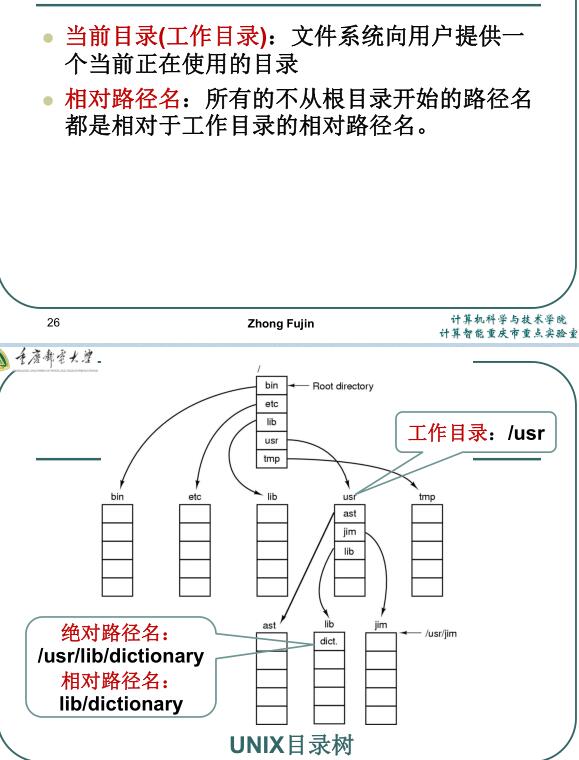 当前目录(工作目录)：文件系统向用户提供一
个当前正在使用的目录
相对路径名：所有的不从根目录开始的路径名
都是相对于工作目录的相对路径名。
26
Zhong Fujin
计算机科学与技术学院
计算智能重庆市重点实验室
重庆邮电大学
/
bin
Root directory
etc
lib
usr
tmp
工作目录：/usr
bin
etc
lib
usr
tmp
ast
jim
lib
ast
lib
jim
dict.
/usr/jim
绝对路径名：
/usr/lib/dictionary
相对路径名：
lib/dictionary
UNIX目录树